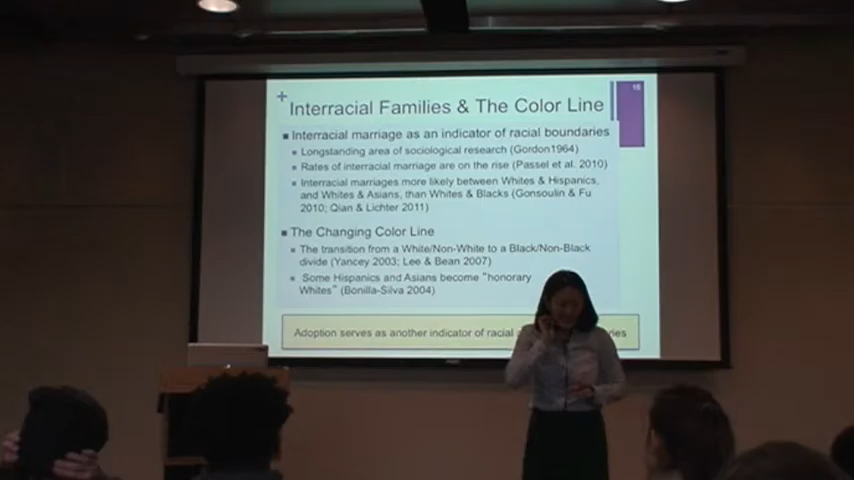 16
+
Interracial Families & The Color Line
Interracial marriage as an indicator of racial boundaries
Longstanding area of sociological research (Gordon1964)
Rates of interracial marriage are on the rise (Passel et al. 2010)
Interracial marriages more likely between Whites & Hispanics,
and Whites & Asians, than Whites & Blacks (Gonsoulin & Fu
2010; Qian & Lichter 2011)
The Changing Color Line
The transition from a White/Non-White to a Black/Non-Black
divide (Yancey 2003; Lee & Bean 2007)
Some Hispanics and Asians become "honorary
Whites" (Bonilla-Silva 2004)
Adoption serves as another indicator of racial